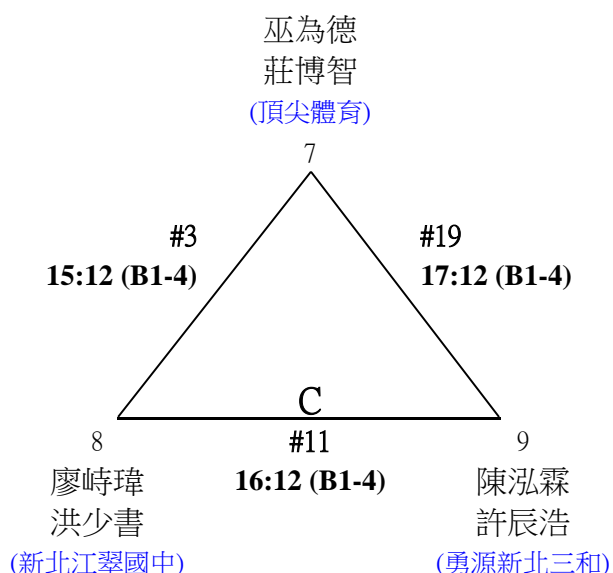 巫為德
莊博智
(頂尖體育)
7
#3
#19
15:12 (B1-4)
17:12 (B1-4)
C
8
#11
9
廖峙瑋
16:12 (B1-4)
陳泓霖
洪少書
許辰浩
(新北江翠國中)
(勇源新北三和)